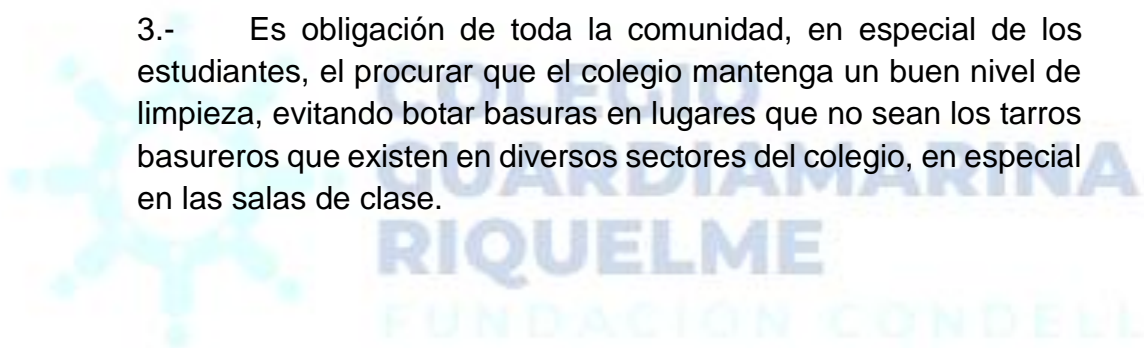 3.- Es obligación de toda la comunidad, en especial de los
estudiantes, el procurar que el colegio mantenga un buen nivel de
limpieza, evitando botar basuras en lugares que no sean los tarros
basureros que existen en diversos sectores del colegio, en especial
en las salas de clase.
COLEGIO
GUARDIAMARINA
RIQUELME
FUNDACIÓN CONDELL